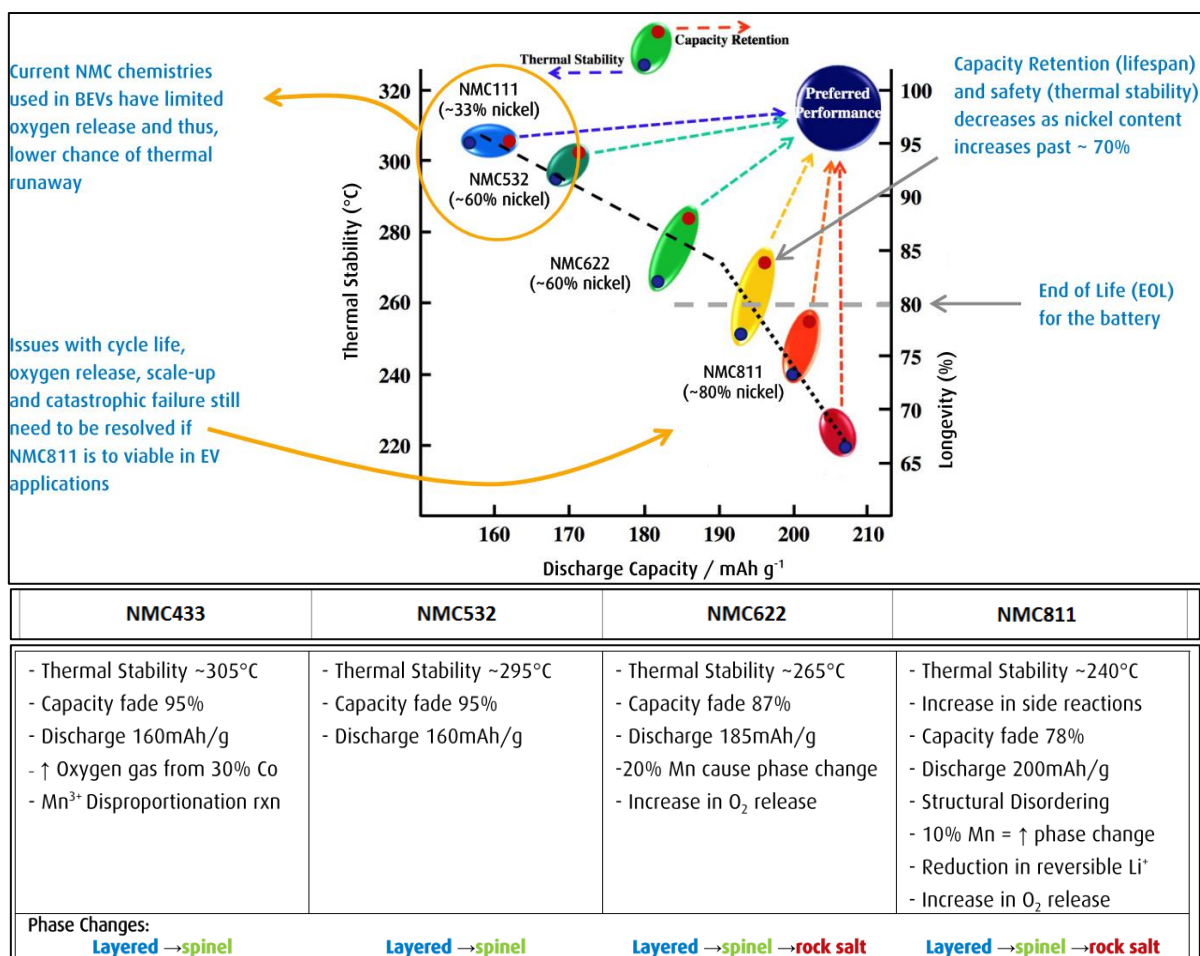 Current NMC chemistries
used in BEVs have limited
oxygen release and thus,
lower chance of thermal
runaway
Issues with cycle life,
oxygen release, scale-up
and catastrophic failure still
need to be resolved if
NMC811 is to viable in EV
applications
Thermal Stability
Capacity Retention
NMC111
(~33% nickel)
NMC532
(~60% nickel)
NMC622
(~60% nickel)
NMC811
(~80% nickel)
Preferred
Performance
Thermal Stability (°C)
320
300
280
260
240
220
160
170
180
190
200
210
Discharge Capacity / mAh g⁻¹
100
95
90
85
80
75
70
65
Longevity (%)
Capacity Retention (lifespan)
and safety (thermal stability)
decreases as nickel content
increases past ~ 70%
End of Life (EOL)
for the battery
NMC433
NMC532
NMC622
NMC811
- Thermal Stability ~305°C
- Capacity fade 95%
- Discharge 160mAh/g
- ↑ Oxygen gas from 30% Co
- Mn³⁺ Disproportionation rxn
- Thermal Stability ~295°C
- Capacity fade 95%
- Discharge 160mAh/g
- Thermal Stability ~265°C
- Capacity fade 87%
- Discharge 185mAh/g
-20% Mn cause phase change
- Increase in O₂ release
- Thermal Stability ~240°C
- Increase in side reactions
- Capacity fade 78%
- Discharge 200mAh/g
- Structural Disordering
- 10% Mn = ↑ phase change
- Reduction in reversible Li⁺
- Increase in O₂ release
Phase Changes:
Layered →spinel
Layered →spinel
Layered →spinel→rock salt
Layered →spinel→rock salt